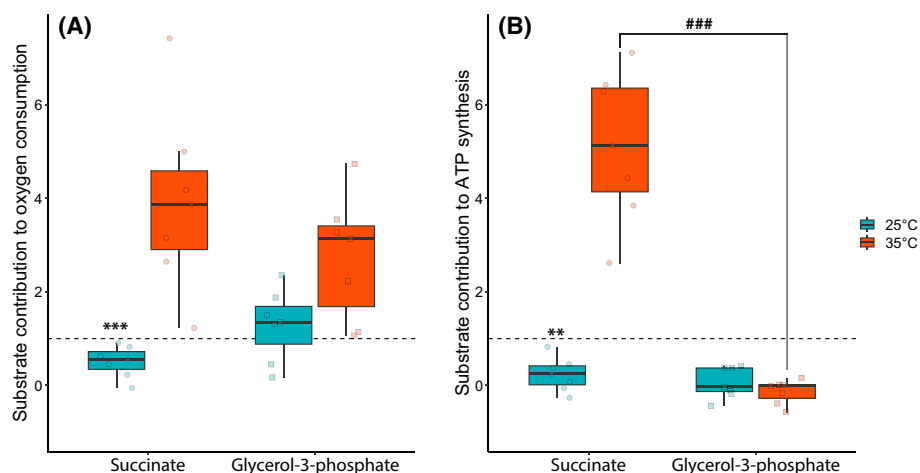 (A)
Substrate contribution to oxygen consumption
6
4
2
0
***
Succinate
Glycerol-3-phosphate
(B)
Substrate contribution to ATP synthesis
6
4
2
0
###
**
Succinate
Glycerol-3-phosphate
25°C
35°C